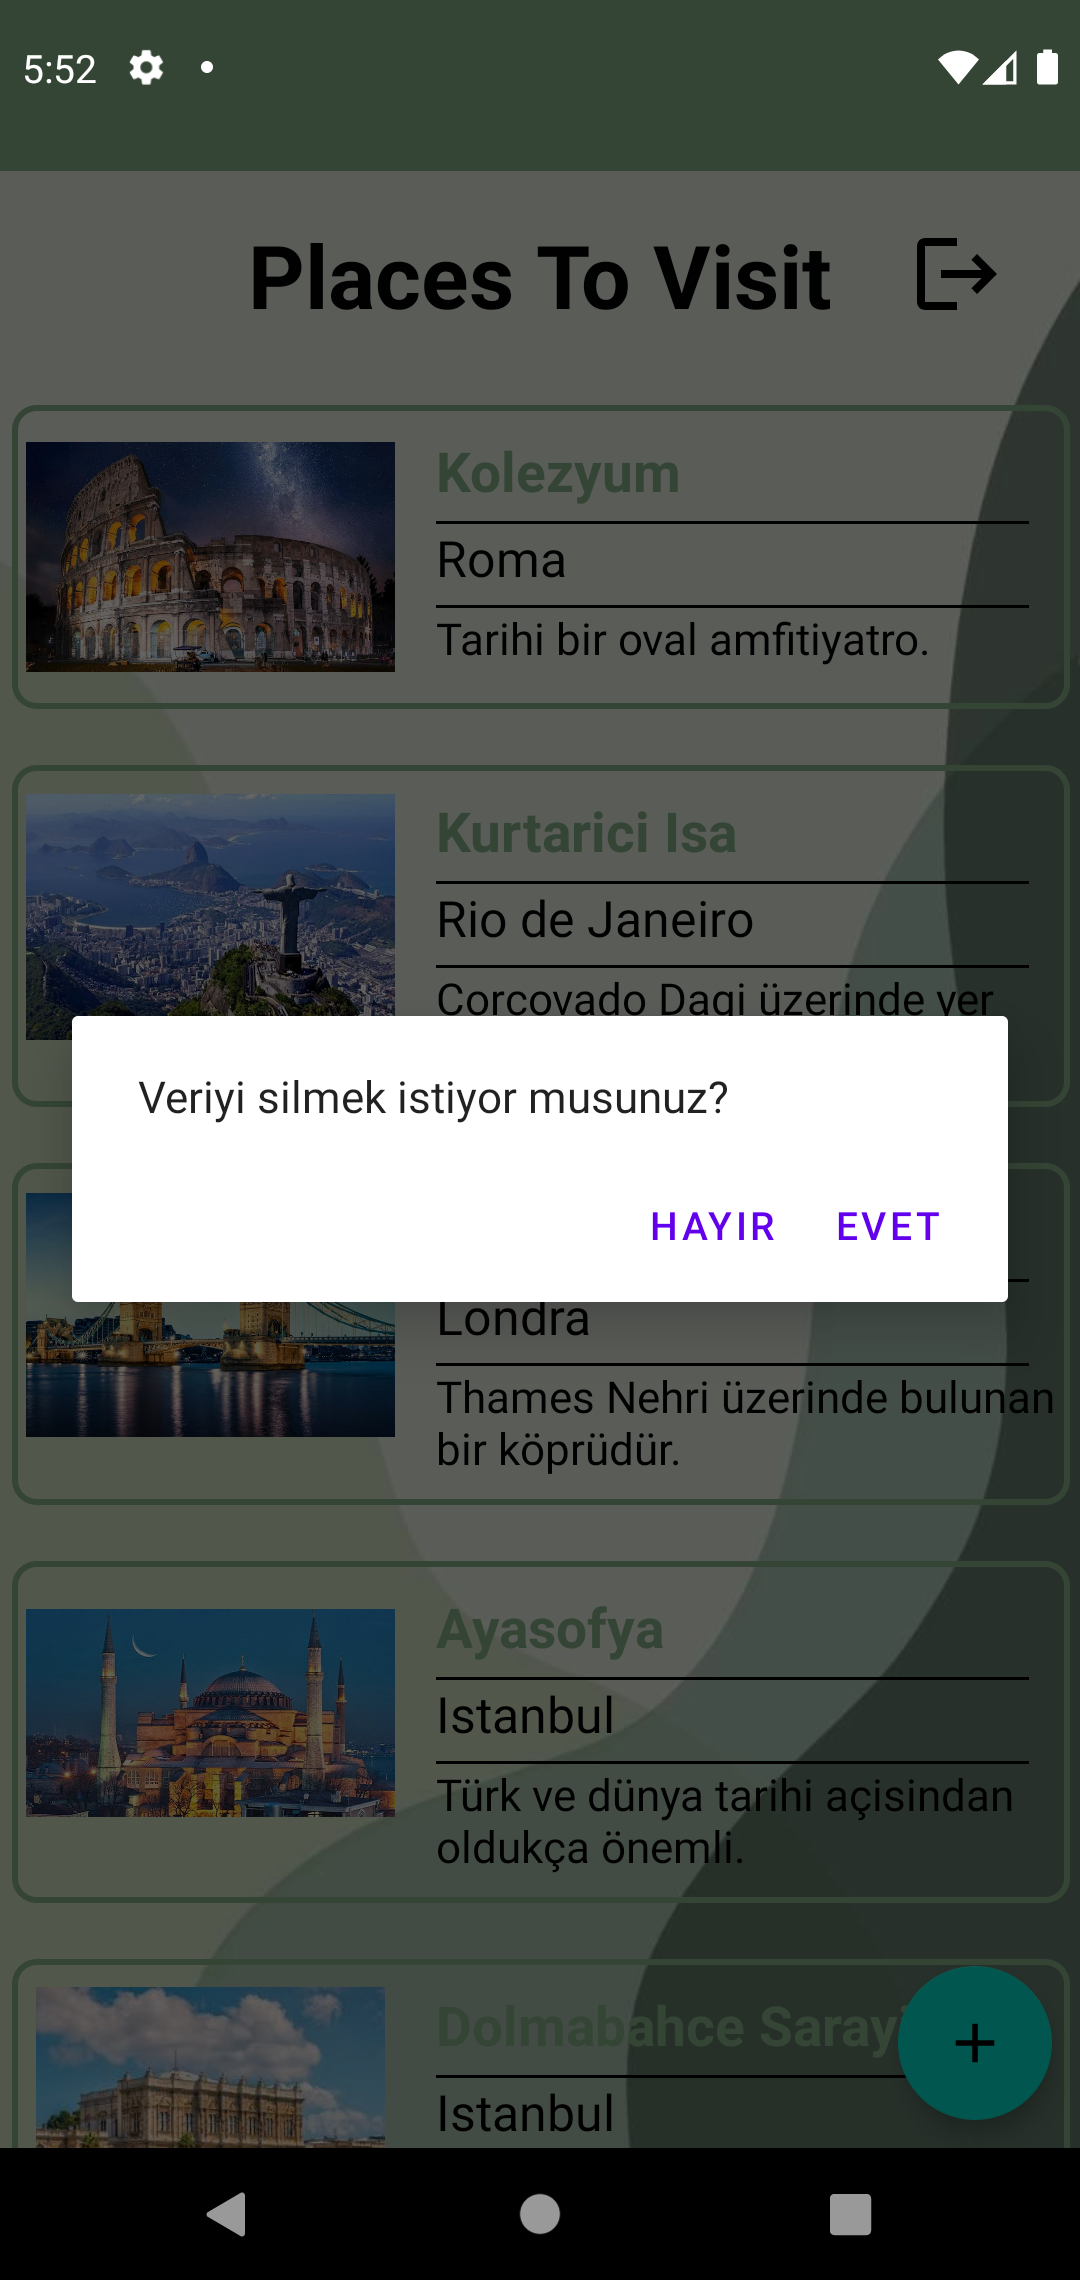 5:52
Places To Visit
Kolezyum
Roma
Tarihi bir oval amfitiyatro.
Kurtarici Isa
Rio de Janeiro
Corcovado Dagi üzerinde yer
Veriyi silmek istiyor musunuz?
HAYIR EVET
Londra
Thames Nehri üzerinde bulunan
bir köprüdür.
Ayasofya
Istanbul
Türk ve dünya tarihi açisindan
oldukça önemli.
Dolmabahce Sarayi
Istanbul